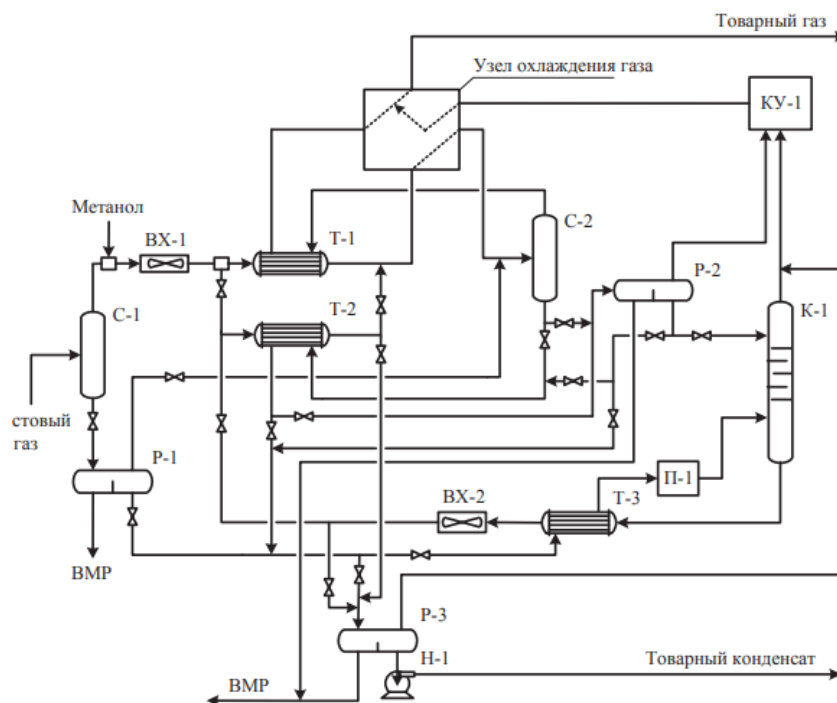 Товарный газ
Узел охлаждения газа
КУ-1
Метанол
ВХ-1
Т-1
С-2
Р-2
С-1
Т-2
К-1
стовый
газ
Р-1
ВХ-2
Т-3
П-1
ВМР
Р-3
Н-1
Товарный конденсат
ВМР